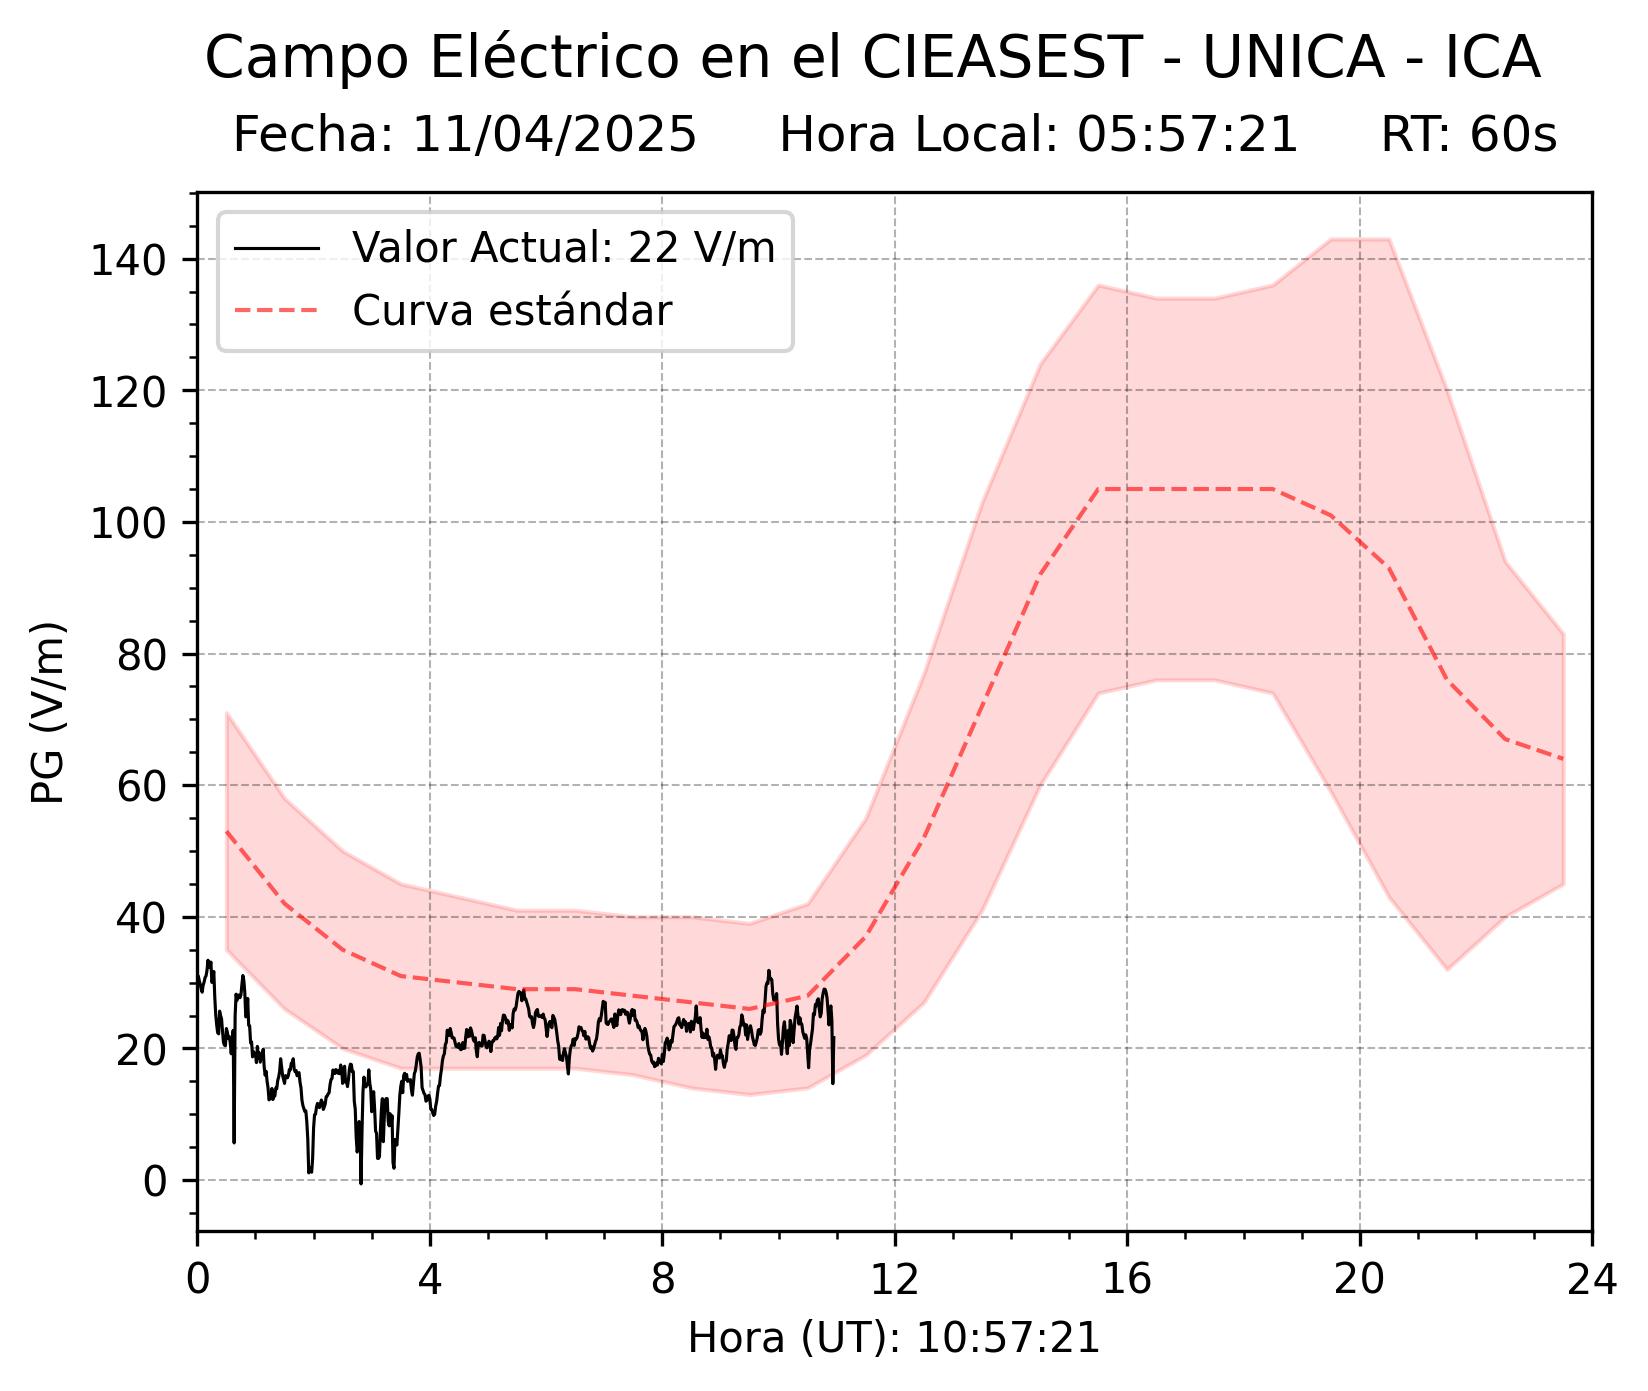 Campo Eléctrico en el CIEASEST - UNICA - ICA
Fecha: 11/04/2025 Hora Local: 05:57:21 RT: 60s
Valor Actual: 22 V/m
Curva estándar
140
120
100
80
60
40
20
0
PG (V/m)
0 4 8 12 16 20 24
Hora (UT): 10:57:21